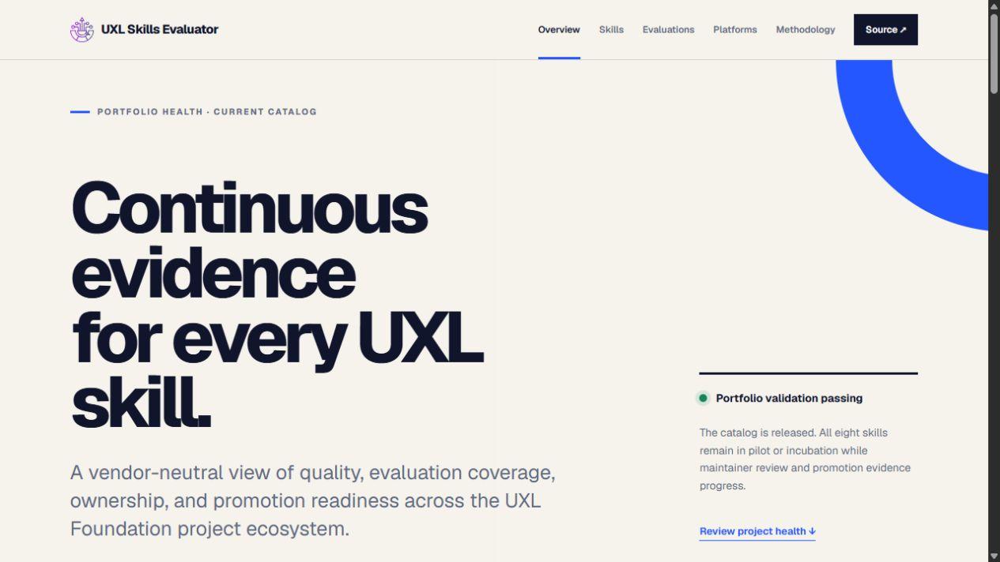 UXL Skills Evaluator
Overview
Skills
Evaluations
Platforms
Methodology
Source ↗
PORTFOLIO HEALTH · CURRENT CATALOG
Continuous
evidence
for every UXL
skill.
A vendor-neutral view of quality, evaluation coverage,
ownership, and promotion readiness across the UXL
Foundation project ecosystem.
Portfolio validation passing
The catalog is released. All eight skills
remain in pilot or incubation while
maintainer review and promotion evidence
progress.
Review project health ↓